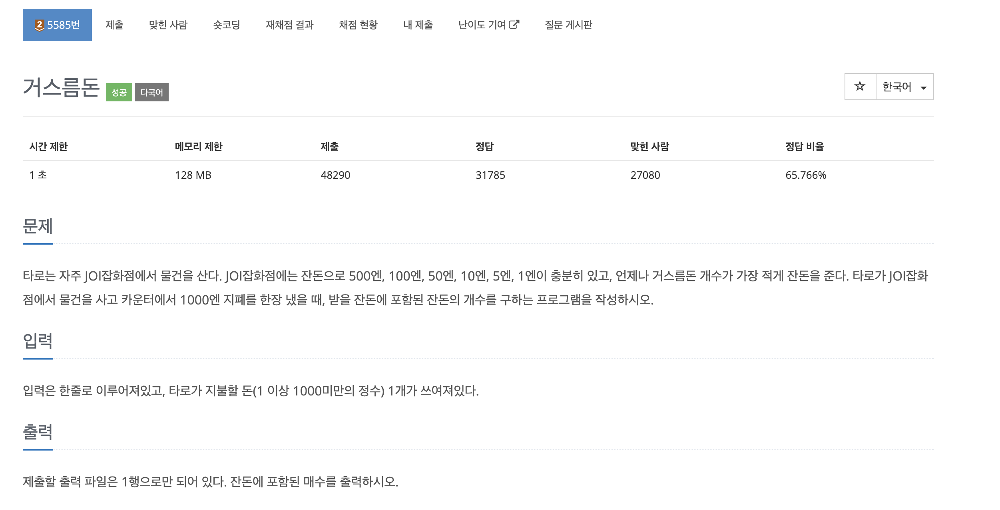 2 5585번 제출 맞힌 사람 숏코딩 재채점 결과 채점 현황 내 제출 난이도 기여 질문 게시판
거스름돈 성공 다국어 한국어
시간 제한 메모리 제한 제출 정답 맞힌 사람 정답 비율
1 초 128 MB 48290 31785 27080 65.766%
문제
타로는 자주 JOI잡화점에서 물건을 산다. JOI잡화점에는 잔돈으로 500엔, 100엔, 50엔, 10엔, 5엔, 1엔이 충분히 있고, 언제나 거스름돈 개수가 가장 적게 잔돈을 준다. 타로가 JOI잡화
점에서 물건을 사고 카운터에서 1000엔 지폐를 한장 냈을 때, 받을 잔돈에 포함된 잔돈의 개수를 구하는 프로그램을 작성하시오.
입력
입력은 한줄로 이루어져있고, 타로가 지불할 돈(1 이상 1000미만의 정수) 1개가 쓰여져있다.
출력
제출할 출력 파일은 1행으로만 되어 있다. 잔돈에 포함된 매수를 출력하시오.